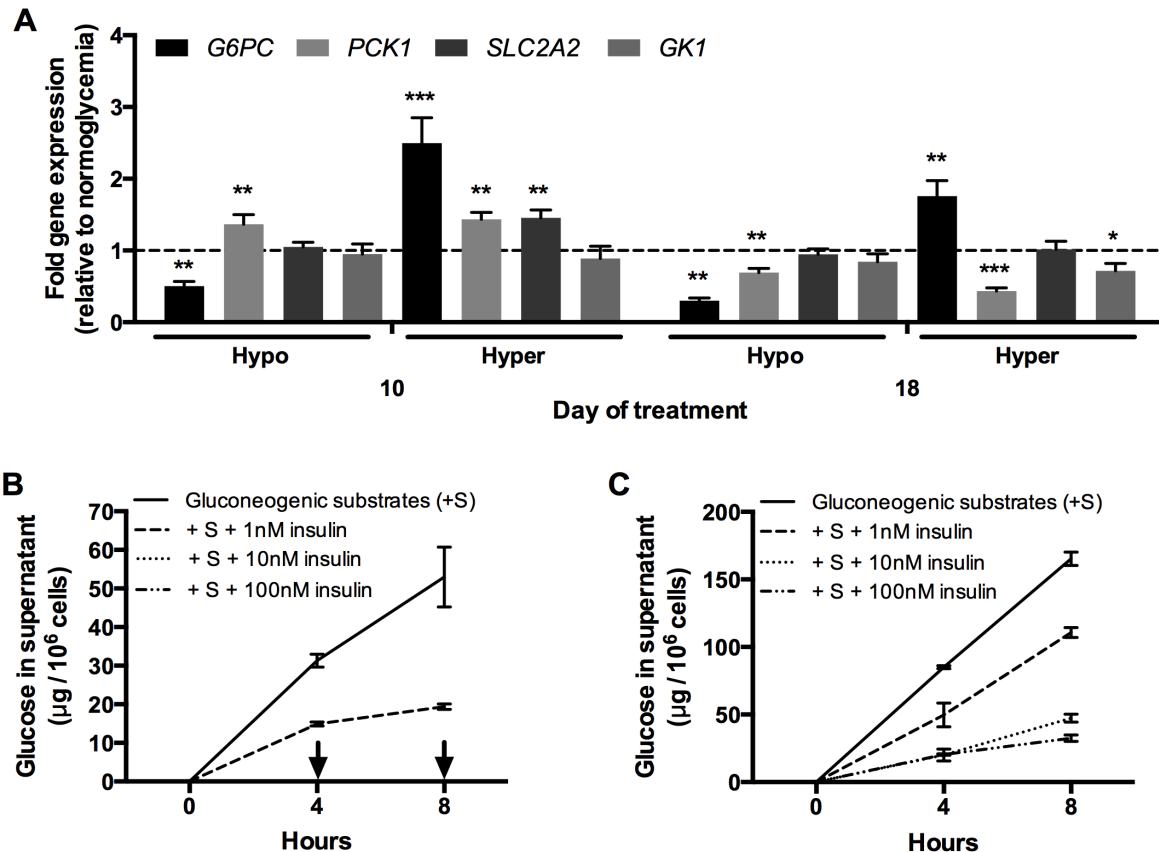 A
4
3
2
1
0
Fold gene expression
(relative to normoglycemia)
G6PC PCK1 SLC2A2 GK1
** ** *** ** ** ** ** ** *** *
Hypo Hyper Hypo Hyper
10 18
Day of treatment
B
Gluconeogenic substrates (+S)
+ S + 1nM insulin
+ S + 10nM insulin
+ S + 100nM insulin
70
60
50
40
30
20
10
0
Glucose in supernatant
(µg / 10⁶ cells)
0 4 8
Hours
C
Gluconeogenic substrates (+S)
+ S + 1nM insulin
+ S + 10nM insulin
+ S + 100nM insulin
200
150
100
50
0
Glucose in supernatant
(µg / 10⁶ cells)
0 4 8
Hours